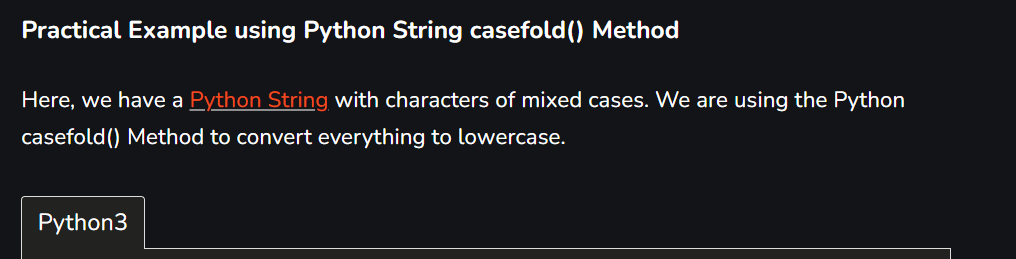 Practical Example using Python String casefold() Method
Here, we have a Python String with characters of mixed cases. We are using the Python
casefold() Method to convert everything to lowercase.
Python3